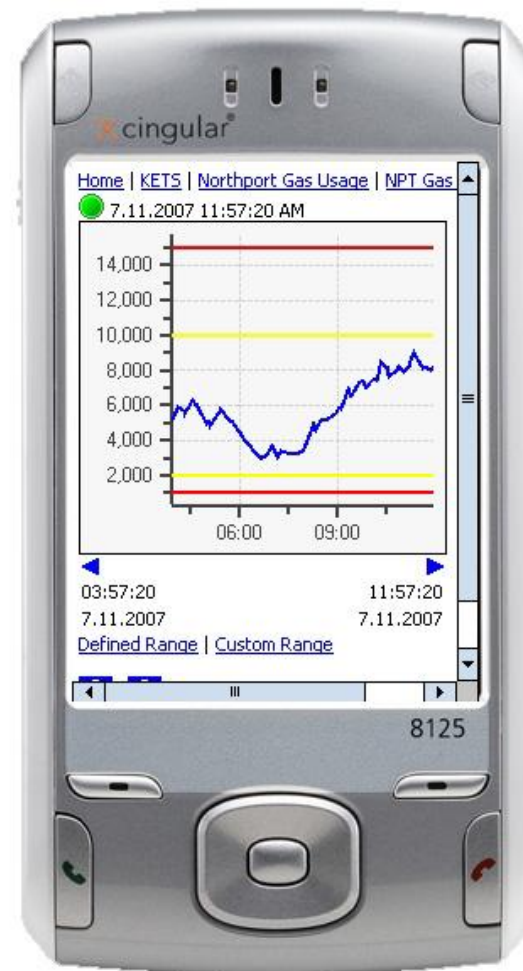 cingular®
Home | KETS | Northport Gas Usage | NPT Gas
7.11.2007 11:57:20 AM
14,000
12,000
10,000
8,000
6,000
4,000
2,000
06:00 09:00
03:57:20 11:57:20
7.11.2007 7.11.2007
Defined Range | Custom Range
8125